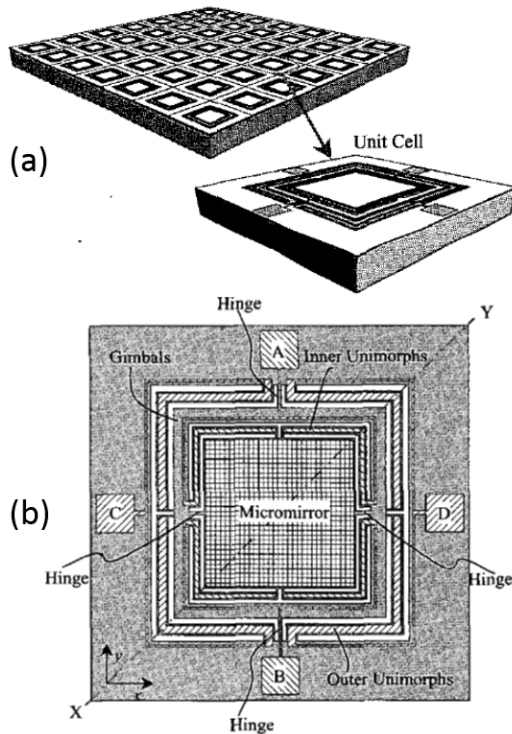 (a)
Unit Cell
Hinge
Y
A
Gimbals
Inner Unimorphs
(b)
C
Micromirror
D
Hinge
Hinge
y
x
B
Outer Unimorphs
X
Hinge